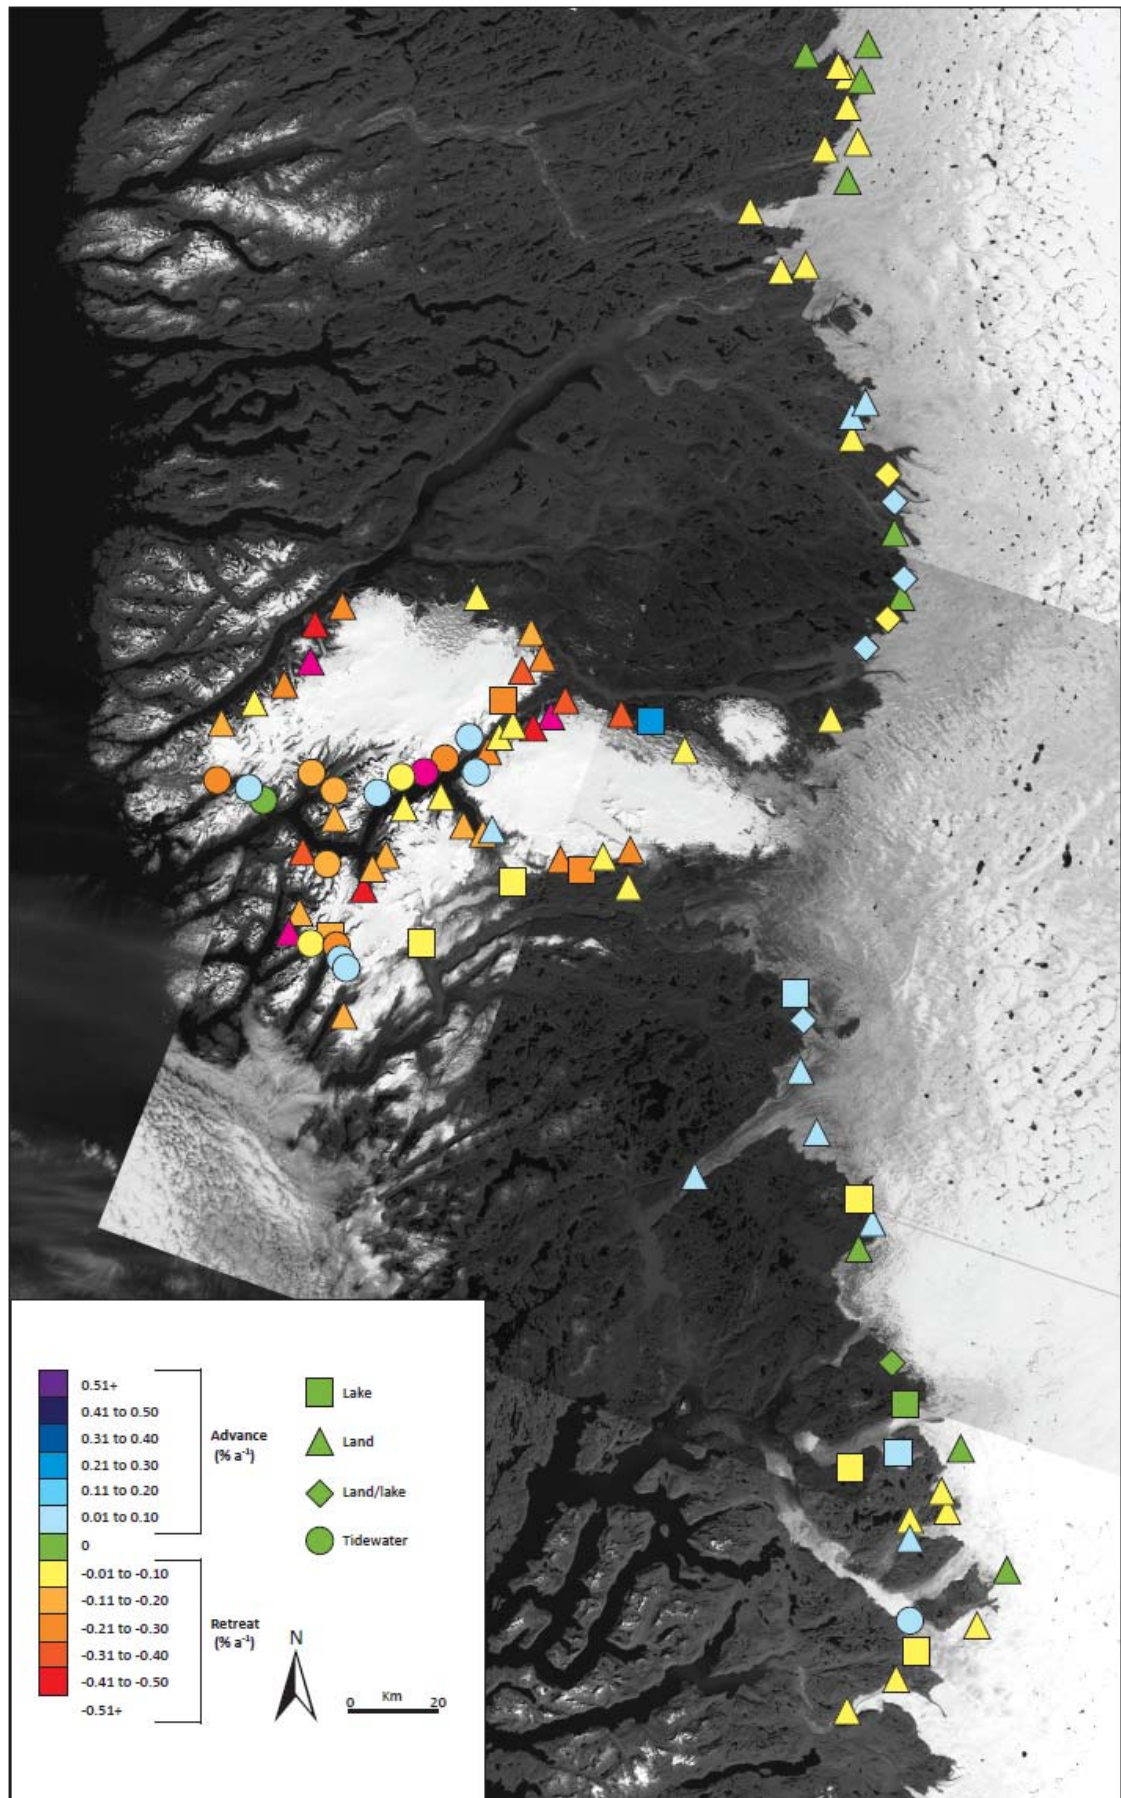 0.51+
0.41 to 0.50
0.31 to 0.40
0.21 to 0.30
0.11 to 0.20
0.01 to 0.10
0
-0.01 to -0.10
-0.11 to -0.20
-0.21 to -0.30
-0.31 to -0.40
-0.41 to -0.50
-0.51+
Advance
(% a⁻¹)
Retreat
(% a⁻¹)
Lake
Land
Land/lake
Tidewater
N
0 Km 20